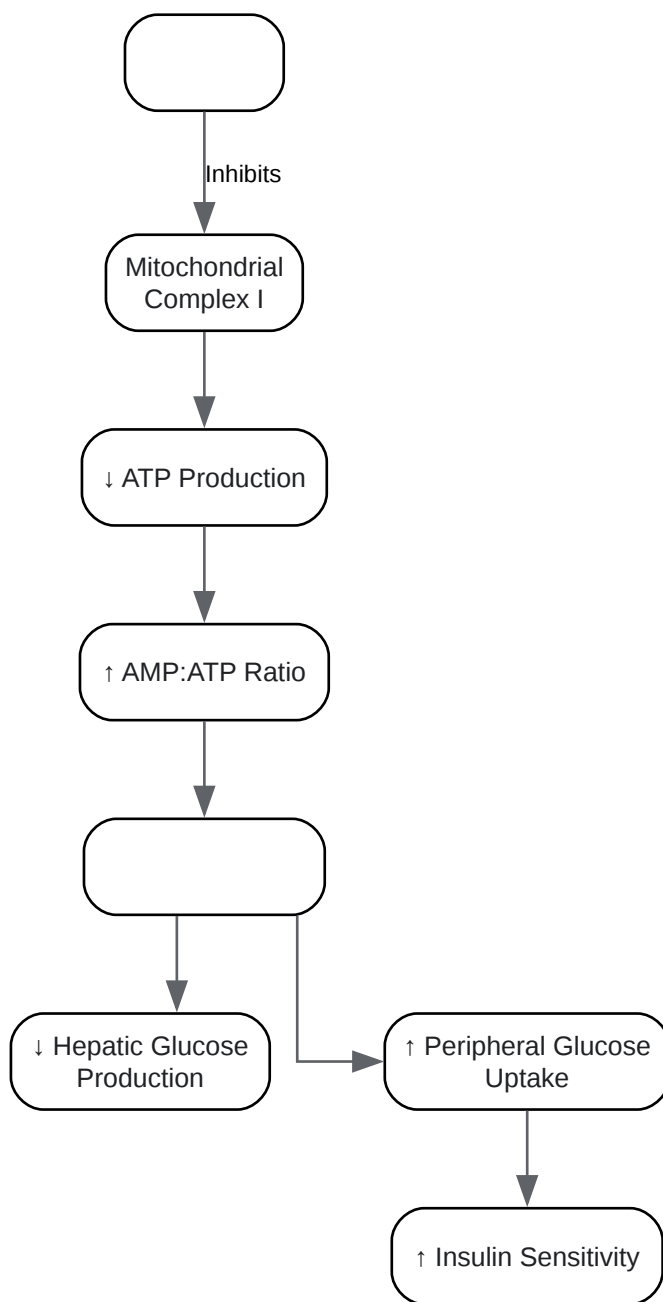 Inhibits
Mitochondrial
Complex I
↓ ATP Production
↑ AMP:ATP Ratio
↓ Hepatic Glucose
Production
↑ Peripheral Glucose
Uptake
↑ Insulin Sensitivity